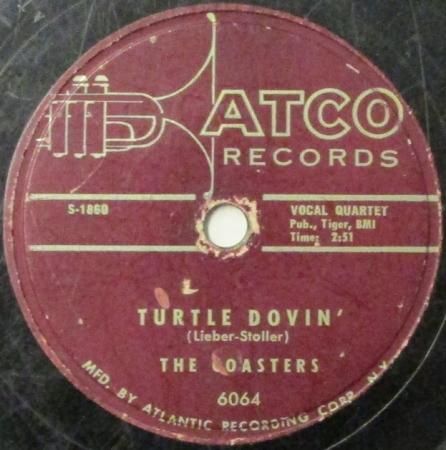 ATCO
RECORDS
S-1860
VOCAL QUARTET
Pub., Tiger, BMI
Time: 2:51
TURTLE DOVIN'
(Lieber-Stoller)
THE COASTERS
6064
MFD. BY ATLANTIC RECORDING CORP. N.Y.